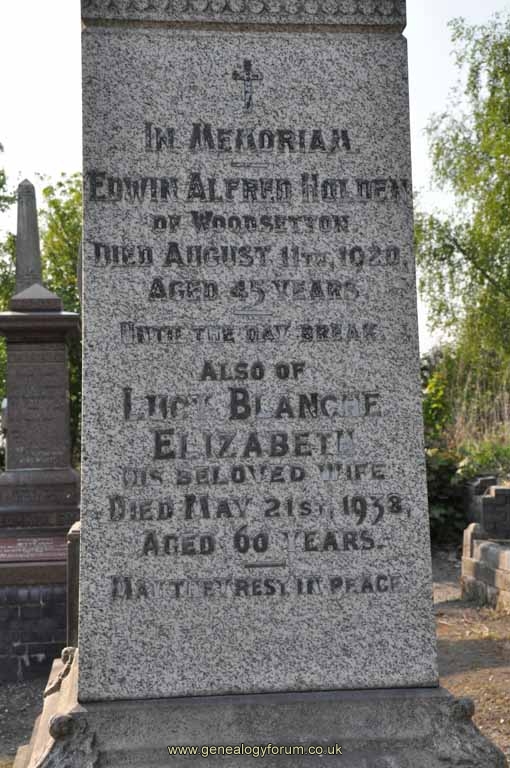 IN MEMORIAM
EDWIN ALFRED HOLDEN
OF WOODSETTON.
DIED AUGUST 11TH, 1920,
AGED 45 YEARS.
UNTIL THE DAY BREAK.
ALSO OF
LUCY BLANCHE
ELIZABETH
HIS BELOVED WIFE
DIED MAY 21ST, 1938,
AGED 60 YEARS.
MAY THEY REST IN PEACE
www.genealogyforum.co.uk